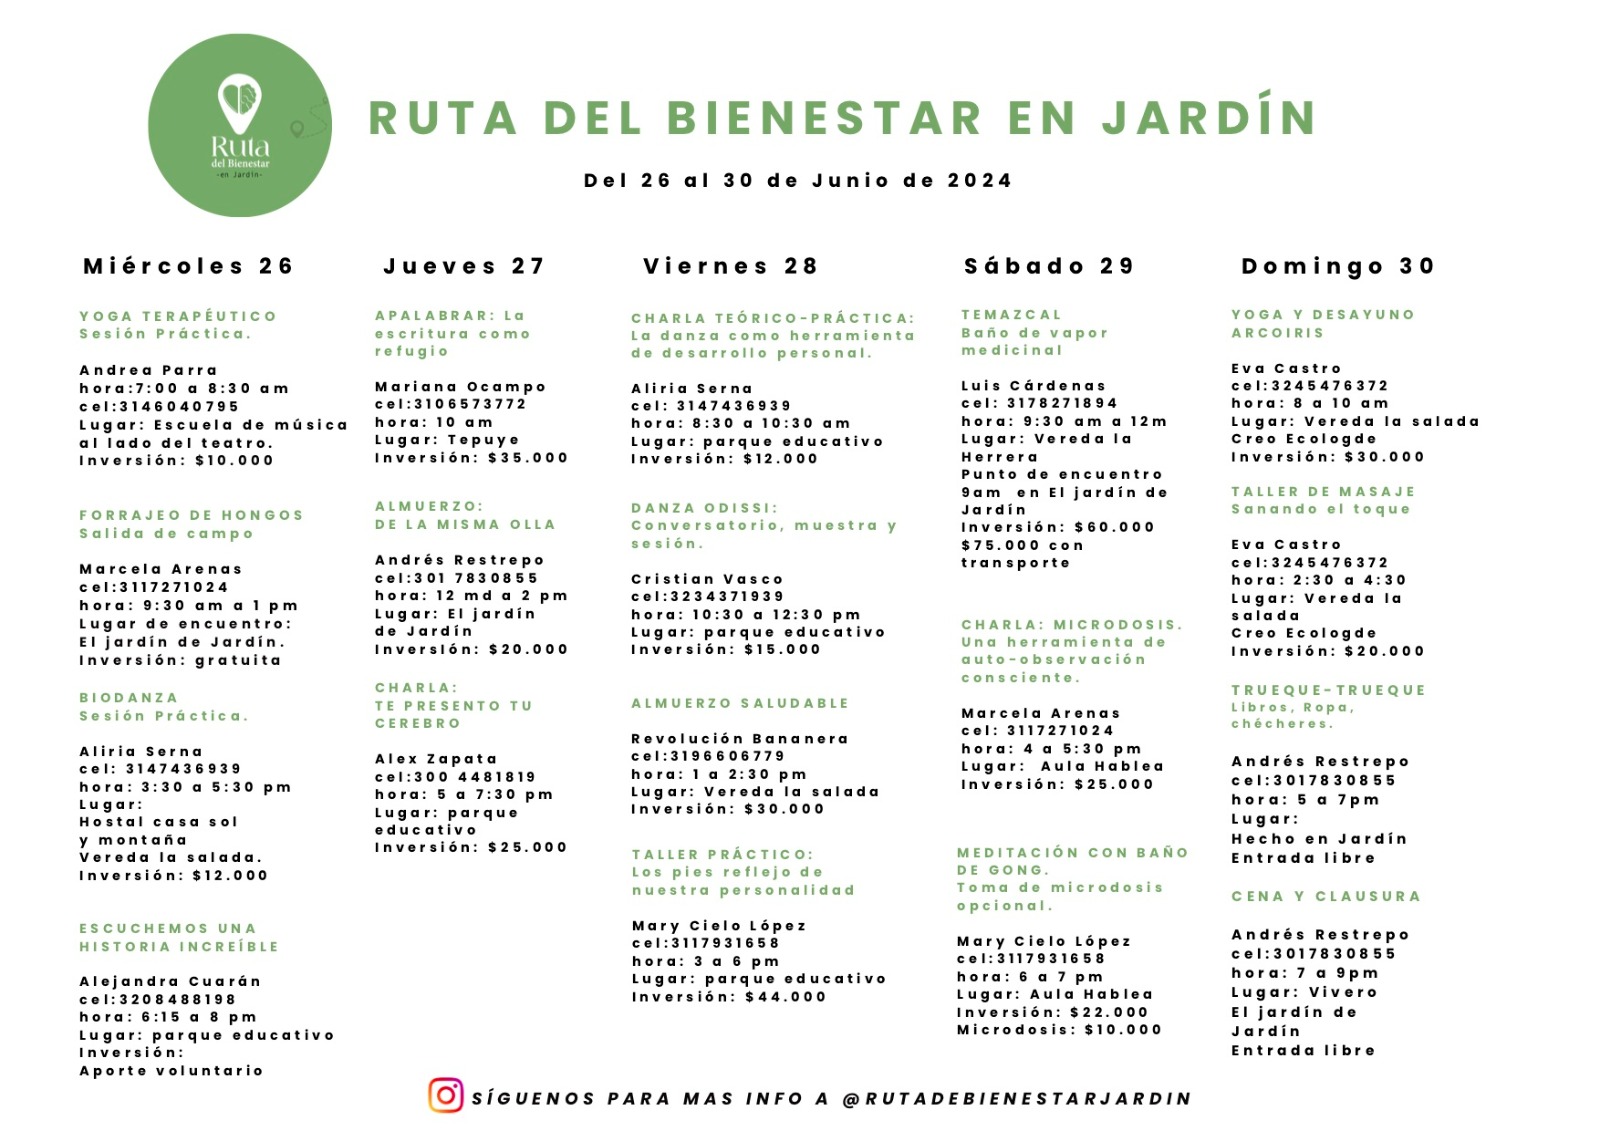 Ruta
del Bienestar
-en Jardín-
RUTA DEL BIENESTAR EN JARDÍN
Del 26 al 30 de Junio de 2024
Miércoles 26
YOGA TERAPÉUTICO
Sesión Práctica.
Andrea Parra
hora:7:00 a 8:30 am
cel:3146040795
Lugar: Escuela de música
al lado del teatro.
Inversión: $10.000
FORRAJEO DE HONGOS
Salida de campo
Marcela Arenas
cel:3117271024
hora: 9:30 am a 1 pm
Lugar de encuentro:
El jardín de Jardín.
Inversión: gratuita
BIODANZA
Sesión Práctica.
Aliria Serna
cel: 3147436939
hora: 3:30 a 5:30 pm
Lugar:
Hostal casa sol
y montaña
Vereda la salada.
Inversión: $12.000
ESCUCHEMOS UNA
HISTORIA INCREÍBLE
Alejandra Cuarán
cel:3208488198
hora: 6:15 a 8 pm
Lugar: parque educativo
Inversión:
Aporte voluntario
Jueves 27
APALABRAR: La
escritura como
refugio
Mariana Ocampo
cel:3106573772
hora: 10 am
Lugar: Tepuye
Inversión: $35.000
ALMUERZO:
DE LA MISMA OLLA
Andrés Restrepo
cel:301 7830855
hora: 12 md a 2 pm
Lugar: El jardín
de Jardín
Inversión: $20.000
CHARLA:
TE PRESENTO TU
CEREBRO
Alex Zapata
cel:300 4481819
hora: 5 a 7:30 pm
Lugar: parque
educativo
Inversión: $25.000
Viernes 28
CHARLA TEÓRICO-PRÁCTICA:
La danza como herramienta
de desarrollo personal.
Aliria Serna
cel: 3147436939
hora: 8:30 a 10:30 am
Lugar: parque educativo
Inversión: $12.000
DANZA ODISSI:
Conversatorio, muestra y
sesión.
Cristian Vasco
cel:3234371939
hora: 10:30 a 12:30 pm
Lugar: parque educativo
Inversión: $15.000
ALMUERZO SALUDABLE
Revolución Bananera
cel:3196606779
hora: 1 a 2:30 pm
Lugar: Vereda la salada
Inversión: $30.000
TALLER PRÁCTICO:
Los pies reflejo de
nuestra personalidad
Mary Cielo López
cel:3117931658
hora: 3 a 6 pm
Lugar: parque educativo
Inversión: $44.000
Sábado 29
TEMAZCAL
Baño de vapor
medicinal
Luis Cárdenas
cel: 3178271894
hora: 9:30 am a 12m
Lugar: Vereda la
Herrera
Punto de encuentro
9am en El jardín de
Jardín
Inversión: $60.000
$75.000 con
transporte
CHARLA: MICRODOSIS.
Una herramienta de
auto-observación
consciente.
Marcela Arenas
cel: 3117271024
hora: 4 a 5:30 pm
Lugar: Aula Hablea
Inversión: $25.000
MEDITACIÓN CON BAÑO
DE GONG.
Toma de microdosis
opcional.
Mary Cielo López
cel:3117931658
hora: 6 a 7 pm
Lugar: Aula Hablea
Inversión: $22.000
Microdosis: $10.000
Domingo 30
YOGA Y DESAYUNO
ARCOIRIS
Eva Castro
cel:3245476372
hora: 8 a 10 am
Lugar: Vereda la salada
Creo Ecologde
Inversión: $30.000
TALLER DE MASAJE
Sanando el toque
Eva Castro
cel:3245476372
hora: 2:30 a 4:30
Lugar: Vereda la
salada
Creo Ecologde
Inversión: $20.000
TRUEQUE-TRUEQUE
Libros, Ropa,
chécheres.
Andrés Restrepo
cel:3017830855
hora: 5 a 7pm
Lugar:
Hecho en Jardín
Entrada libre
CENA Y CLAUSURA
Andrés Restrepo
cel:3017830855
hora: 7 a 9pm
Lugar: Vivero
El jardín de
Jardín
Entrada libre
SÍGUENOS PARA MAS INFO A @RUTADEBIENESTARJARDIN